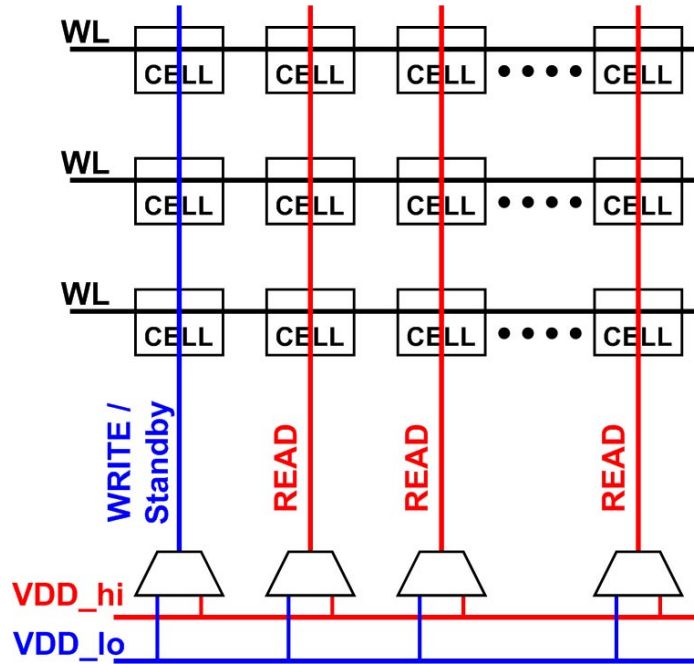 WL
CELL CELL CELL CELL
WL
CELL CELL CELL CELL
WL
CELL CELL CELL CELL
WRITE /
Standby
READ
READ
READ
VDD_hi
VDD_lo